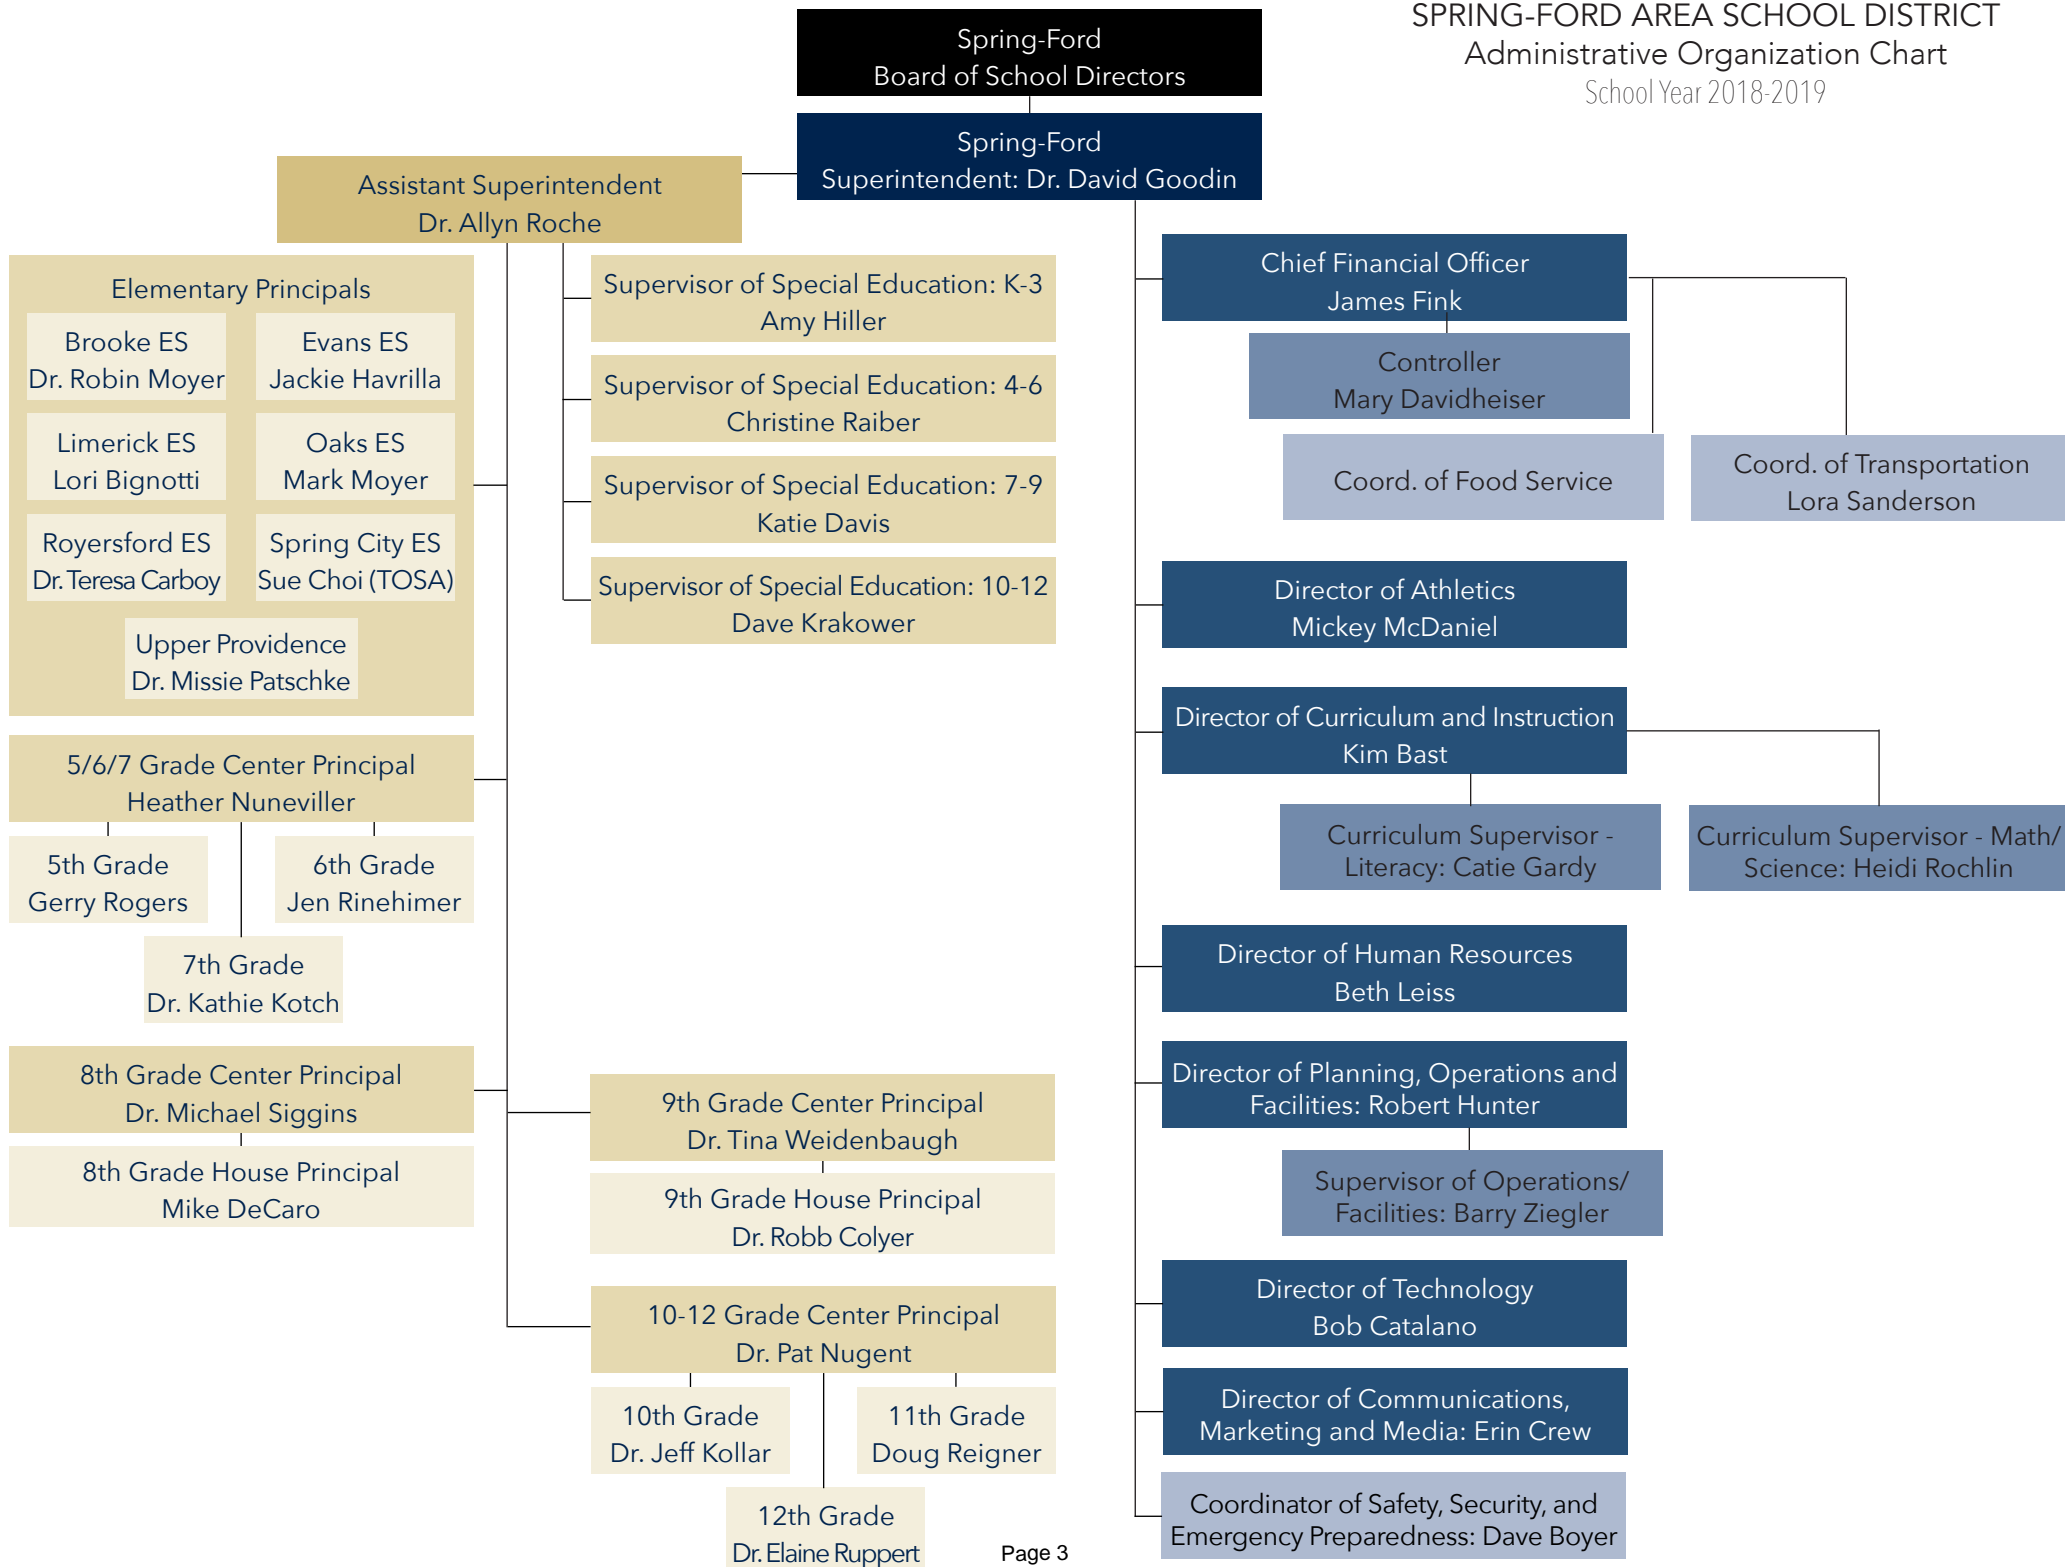 SPRING-FORD AREA SCHOOL DISTRICT
Administrative Organization Chart
School Year 2018-2019
Spring-Ford
Board of School Directors
Spring-Ford
Superintendent: Dr. David Goodin
Assistant Superintendent
Dr. Allyn Roche
Elementary Principals
Brooke ES
Dr. Robin Moyer
Evans ES
Jackie Havrilla
Limerick ES
Lori Bignotti
Oaks ES
Mark Moyer
Royersford ES
Dr. Teresa Carboy
Spring City ES
Sue Choi (TOSA)
Upper Providence
Dr. Missie Patschke
Supervisor of Special Education: K-3
Amy Hiller
Supervisor of Special Education: 4-6
Christine Raiber
Supervisor of Special Education: 7-9
Katie Davis
Supervisor of Special Education: 10-12
Dave Krakower
5/6/7 Grade Center Principal
Heather Nuneviller
5th Grade
Gerry Rogers
6th Grade
Jen Rinehimer
7th Grade
Dr. Kathie Kotch
8th Grade Center Principal
Dr. Michael Siggins
8th Grade House Principal
Mike DeCaro
9th Grade Center Principal
Dr. Tina Weidenbaugh
9th Grade House Principal
Dr. Robb Colyer
10-12 Grade Center Principal
Dr. Pat Nugent
10th Grade
Dr. Jeff Kollar
11th Grade
Doug Reigner
12th Grade
Dr. Elaine Ruppert
Chief Financial Officer
James Fink
Controller
Mary Davidheiser
Coord. of Food Service
Coord. of Transportation
Lora Sanderson
Director of Athletics
Mickey McDaniel
Director of Curriculum and Instruction
Kim Bast
Curriculum Supervisor -
Literacy: Catie Gardy
Curriculum Supervisor - Math/
Science: Heidi Rochlin
Director of Human Resources
Beth Leiss
Director of Planning, Operations and
Facilities: Robert Hunter
Supervisor of Operations/
Facilities: Barry Ziegler
Director of Technology
Bob Catalano
Director of Communications,
Marketing and Media: Erin Crew
Coordinator of Safety, Security, and
Emergency Preparedness: Dave Boyer
Page 3